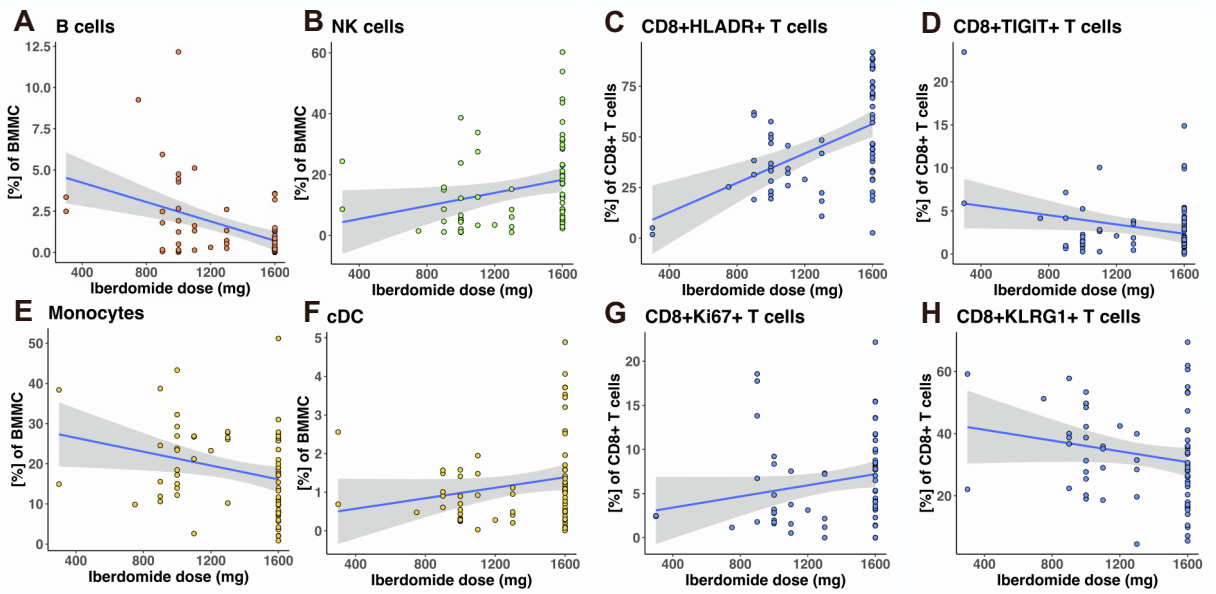 A B cells
[%] of BMMC
12.5
10.0
7.5
5.0
2.5
0.0
400 800 1200 1600
Iberdomide dose (mg)
B NK cells
[%] of BMMC
60
40
20
0
400 800 1200 1600
Iberdomide dose (mg)
C CD8+HLADR+ T cells
[%] of CD8+ T cells
75
50
25
0
400 800 1200 1600
Iberdomide dose (mg)
D CD8+TIGIT+ T cells
[%] of CD8+ T cells
20
15
10
5
0
400 800 1200 1600
Iberdomide dose (mg)
E Monocytes
[%] of BMMC
50
40
30
20
10
0
400 800 1200 1600
Iberdomide dose (mg)
F cDC
[%] of BMMC
5
4
3
2
1
0
400 800 1200 1600
Iberdomide dose (mg)
G CD8+Ki67+ T cells
[%] of CD8+ T cells
20
15
10
5
0
400 800 1200 1600
Iberdomide dose (mg)
H CD8+KLRG1+ T cells
[%] of CD8+ T cells
60
40
20
400 800 1200 1600
Iberdomide dose (mg)